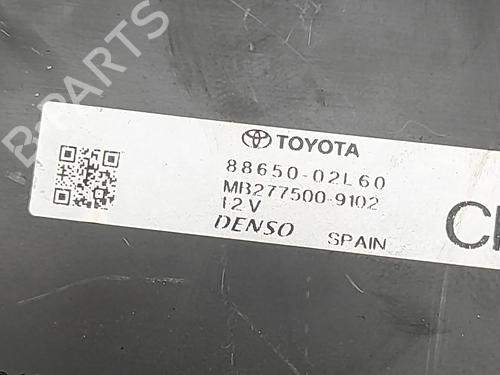 B-PARTS
TOYOTA
88650-02L60
MB277500-9102
12V
DENSO SPAIN